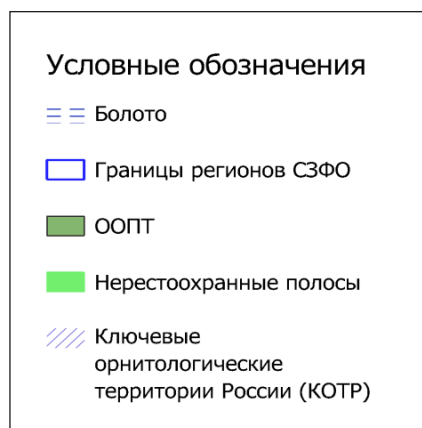 Условные обозначения
Болото
Границы регионов СЗФО
ООПТ
Нерестоохранные полосы
Ключевые
орнитологические
территории России (КОТР)